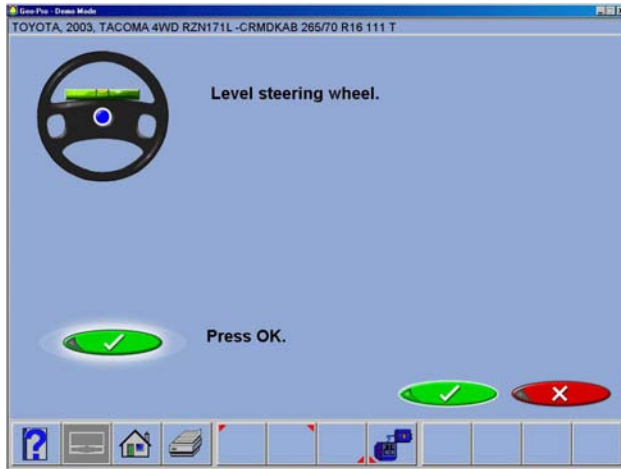 Geo-Pro - Demo Mode
TOYOTA, 2003, TACOMA 4WD RZN171L -CRMDKAB 265/70 R16 111 T
Level steering wheel.
Press OK.